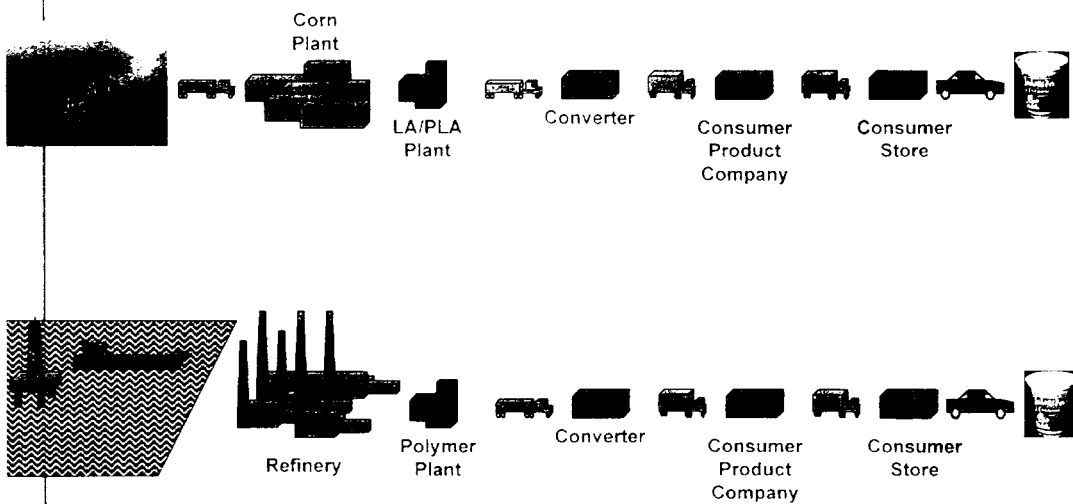 Corn
Plant
LA/PLA
Plant
Converter
Consumer
Product
Company
Consumer
Store
Refinery
Polymer
Plant
Converter
Consumer
Product
Company
Consumer
Store